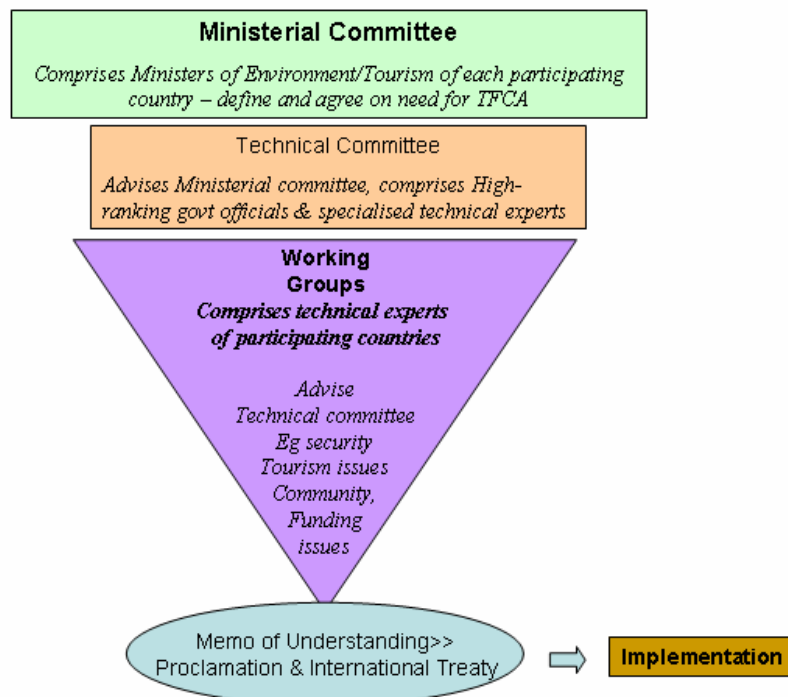 Ministerial Committee
Comprises Ministers of Environment/Tourism of each participating
country – define and agree on need for TFCA
Technical Committee
Advises Ministerial committee, comprises High-
ranking govt officials & specialised technical experts
Working
Groups
Comprises technical experts
of participating countries
Advise
Technical committee
Eg security
Tourism issues
Community,
Funding
issues
Memo of Understanding>>
Proclamation & International Treaty
Implementation